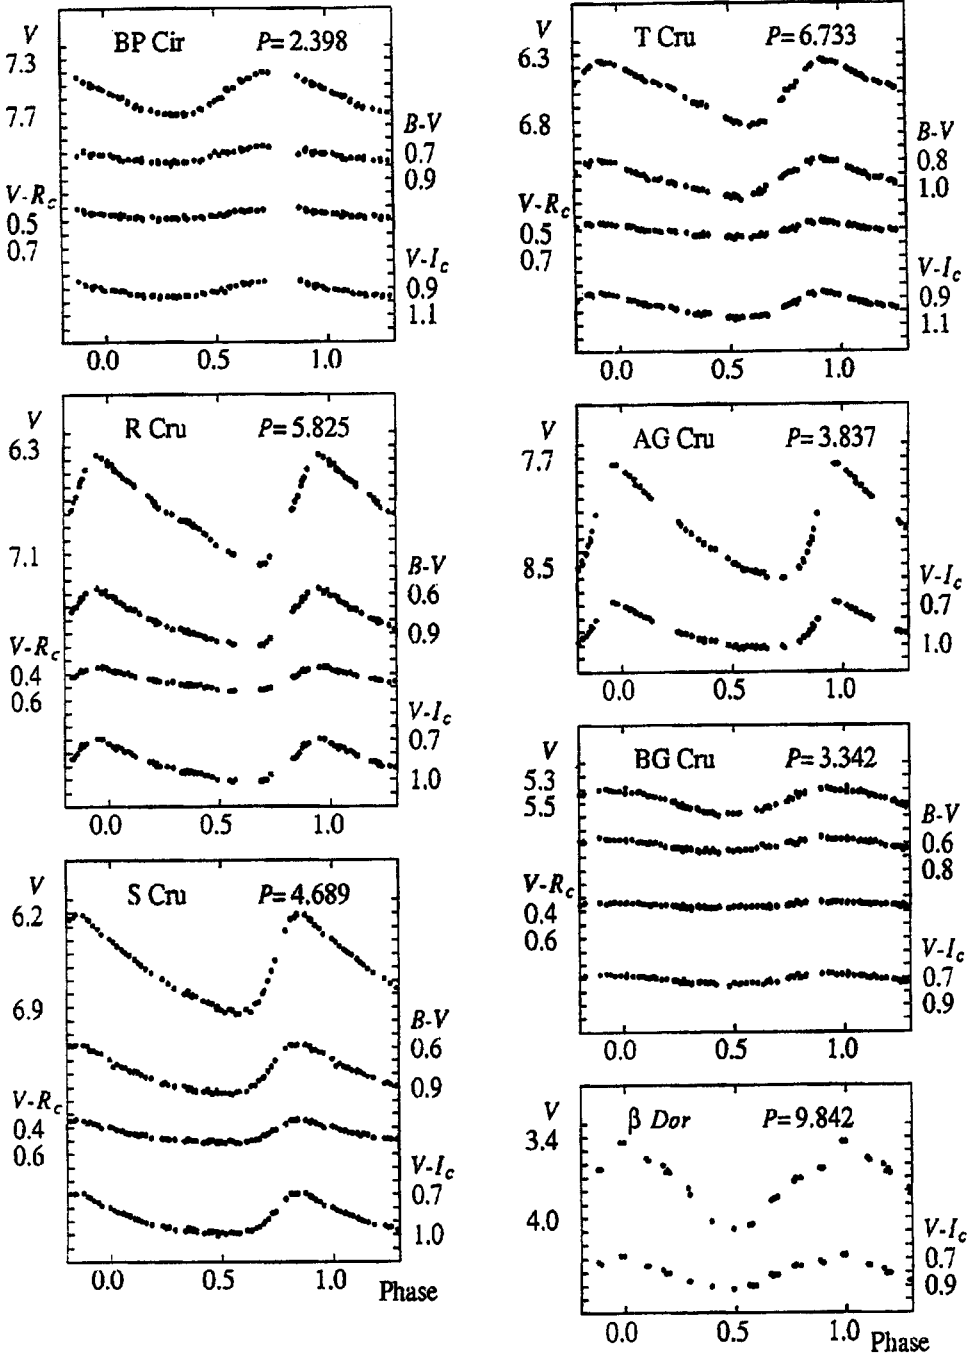 V
BP Cir P=2.398
7.3
7.7
B-V
0.7
0.9
V-Rc
0.5
0.7
V-Ic
0.9
1.1
0.0 0.5 1.0
V
T Cru P=6.733
6.3
6.8
B-V
0.8
1.0
V-Rc
0.5
0.7
V-Ic
0.9
1.1
0.0 0.5 1.0
V
R Cru P=5.825
6.3
7.1
B-V
0.6
0.9
V-Rc
0.4
0.6
V-Ic
0.7
1.0
0.0 0.5 1.0
V
AG Cru P=3.837
7.7
8.5
V-Ic
0.7
1.0
0.0 0.5 1.0
V
BG Cru P=3.342
5.3
5.5
B-V
0.6
0.8
V-Rc
0.4
0.6
V-Ic
0.7
0.9
0.0 0.5 1.0
V
S Cru P=4.689
6.2
6.9
B-V
0.6
0.9
V-Rc
0.4
0.6
V-Ic
0.7
1.0
0.0 0.5 1.0 Phase
V
β Dor P=9.842
3.4
4.0
V-Ic
0.7
0.9
0.0 0.5 1.0 Phase